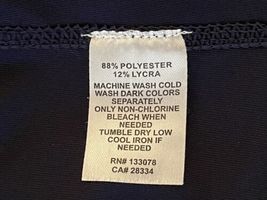 88% POLYESTER
12% LYCRA
MACHINE WASH COLD
WASH DARK COLORS
SEPARATELY
ONLY NON-CHLORINE
BLEACH WHEN
NEEDED
TUMBLE DRY LOW
COOL IRON IF
NEEDED
RN# 133078
CA# 28334